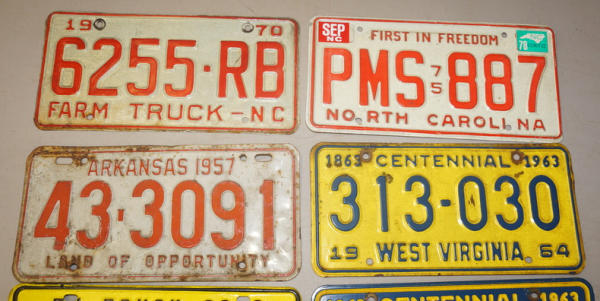 19 70
6255·RB
FARM TRUCK-NC
SEP
NC
FIRST IN FREEDOM
78
PMS 75 887
NORTH CAROLINA
ARKANSAS 1957
43·3091
LAND OF OPPORTUNITY
1863 CENTENNIAL 1963
313-030
19 WEST VIRGINIA 64
CENTENNIAL 1963